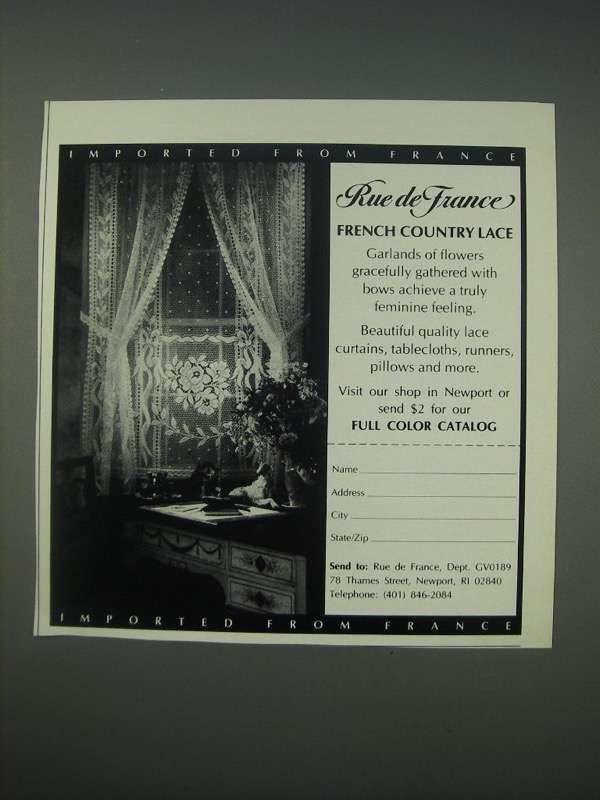 IMPORTED FROM FRANCE
Rue de France
FRENCH COUNTRY LACE
Garlands of flowers
gracefully gathered with
bows achieve a truly
feminine feeling.
Beautiful quality lace
curtains, tablecloths, runners,
pillows and more.
Visit our shop in Newport or
send $2 for our
FULL COLOR CATALOG
Name
Address
City
State/Zip
Send to: Rue de France, Dept. GV0189
78 Thames Street, Newport, RI 02840
Telephone: (401) 846-2084
IMPORTED FROM FRANCE